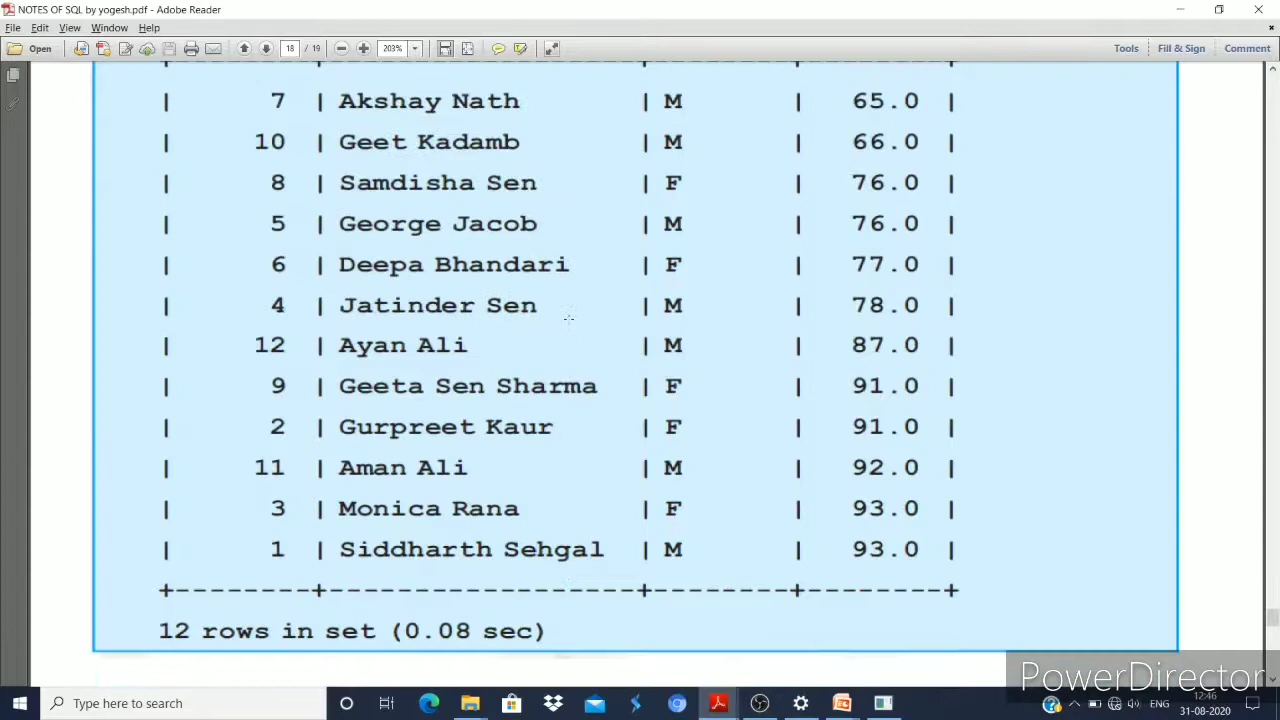 NOTES OF SQL by yogesh.pdf - Adobe Reader
File Edit View Window Help
Open 18 / 19 203% Tools Fill & Sign Comment
| 7 | Akshay Nath | M | 65.0 |
| 10 | Geet Kadamb | M | 66.0 |
| 8 | Samdisha Sen | F | 76.0 |
| 5 | George Jacob | M | 76.0 |
| 6 | Deepa Bhandari | F | 77.0 |
| 4 | Jatinder Sen | M | 78.0 |
| 12 | Ayan Ali | M | 87.0 |
| 9 | Geeta Sen Sharma | F | 91.0 |
| 2 | Gurpreet Kaur | F | 91.0 |
| 11 | Aman Ali | M | 92.0 |
| 3 | Monica Rana | F | 93.0 |
| 1 | Siddharth Sehgal | M | 93.0 |
+--------+------------------+--------+--------+
12 rows in set (0.08 sec)
PowerDirector
Type here to search ENG 12:46
31-08-2020